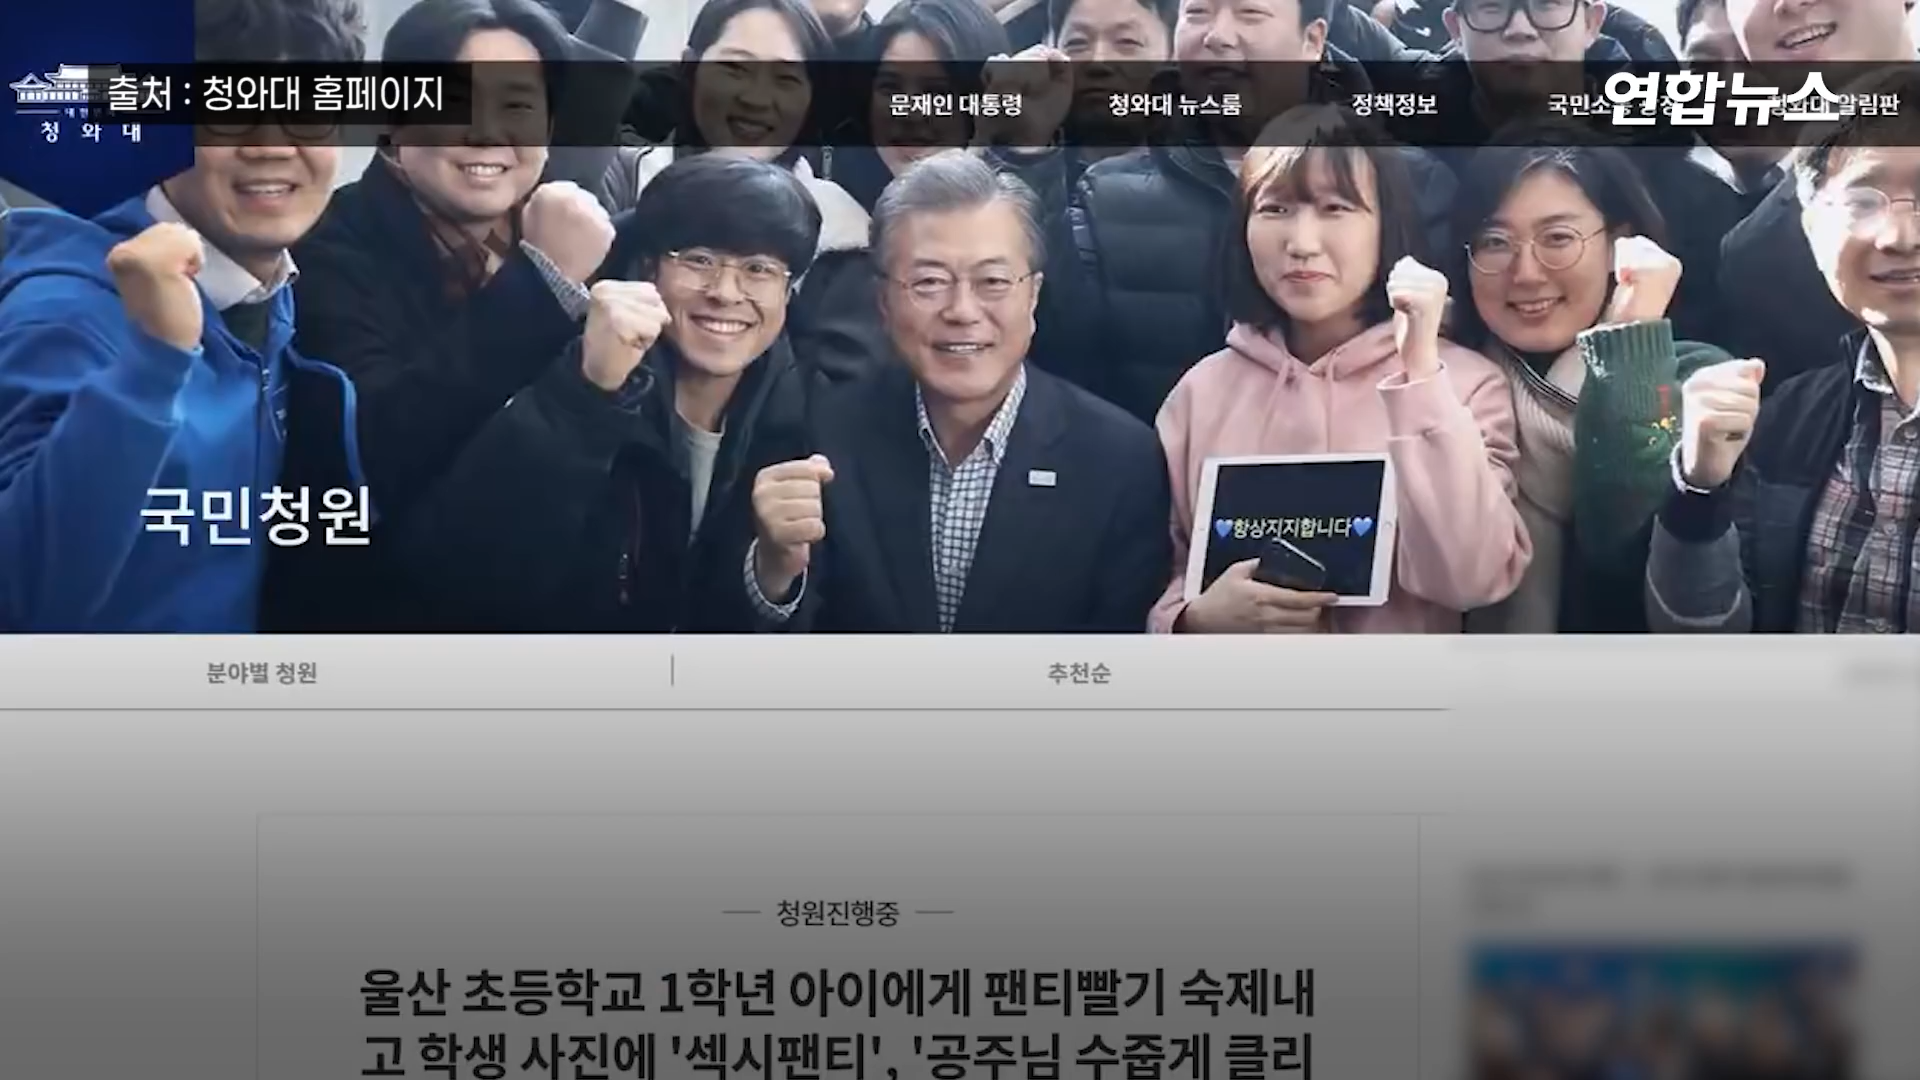 출처 : 청와대 홈페이지
청 와 대
문재인 대통령
청와대 뉴스룸
정책정보
알림판
연합뉴스
국민청원
💙항상지지합니다💙
분야별 청원
추천순
청원진행중
울산 초등학교 1학년 아이에게 팬티빨기 숙제내
고 학생 사진에 '섹시팬티', '공주님 수줍게 클리